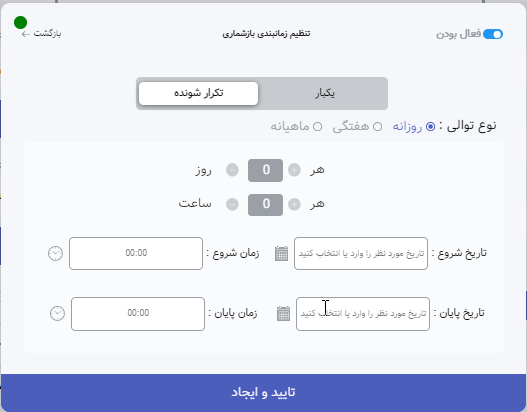 فعال بودن
تنظیم زمانبندی بازشماری
بازگشت ←
یکبار
تکرار شونده
نوع توالی : روزانه هفتگی ماهیانه
هر + 0 − روز
هر + 0 − ساعت
تاریخ شروع : تاریخ مورد نظر را وارد یا انتخاب کنید
زمان شروع : 00:00
تاریخ پایان : تاریخ مورد نظر را وارد یا انتخاب کنید
زمان پایان : 00:00
تایید و ایجاد